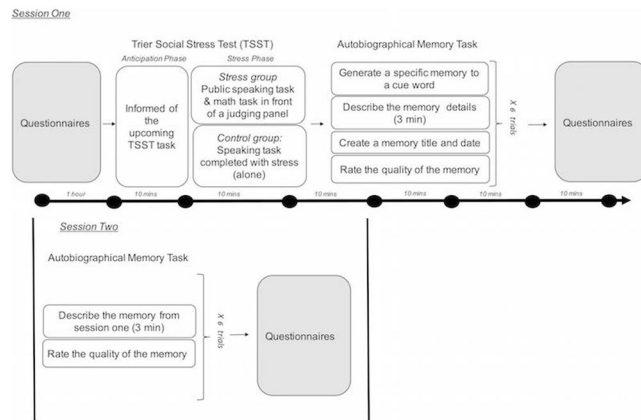 Session One
Trier Social Stress Test (TSST)
Autobiographical Memory Task
Anticipation Phase
Stress Phase
Questionnaires
Informed of
the
upcoming
TSST task
Stress group
Public speaking task
& math task in front
of a judging panel
Control group:
Speaking task
completed with stress
(alone)
Generate a specific memory to
a cue word
Describe the memory details
(3 min)
Create a memory title and date
Rate the quality of the memory
X 6 trials
Questionnaires
1 hour
10 mins
10 mins
10 mins
10 mins
10 mins
10 mins
Session Two
Autobiographical Memory Task
Describe the memory from
session one (3 min)
Rate the quality of the memory
X 6 trials
Questionnaires